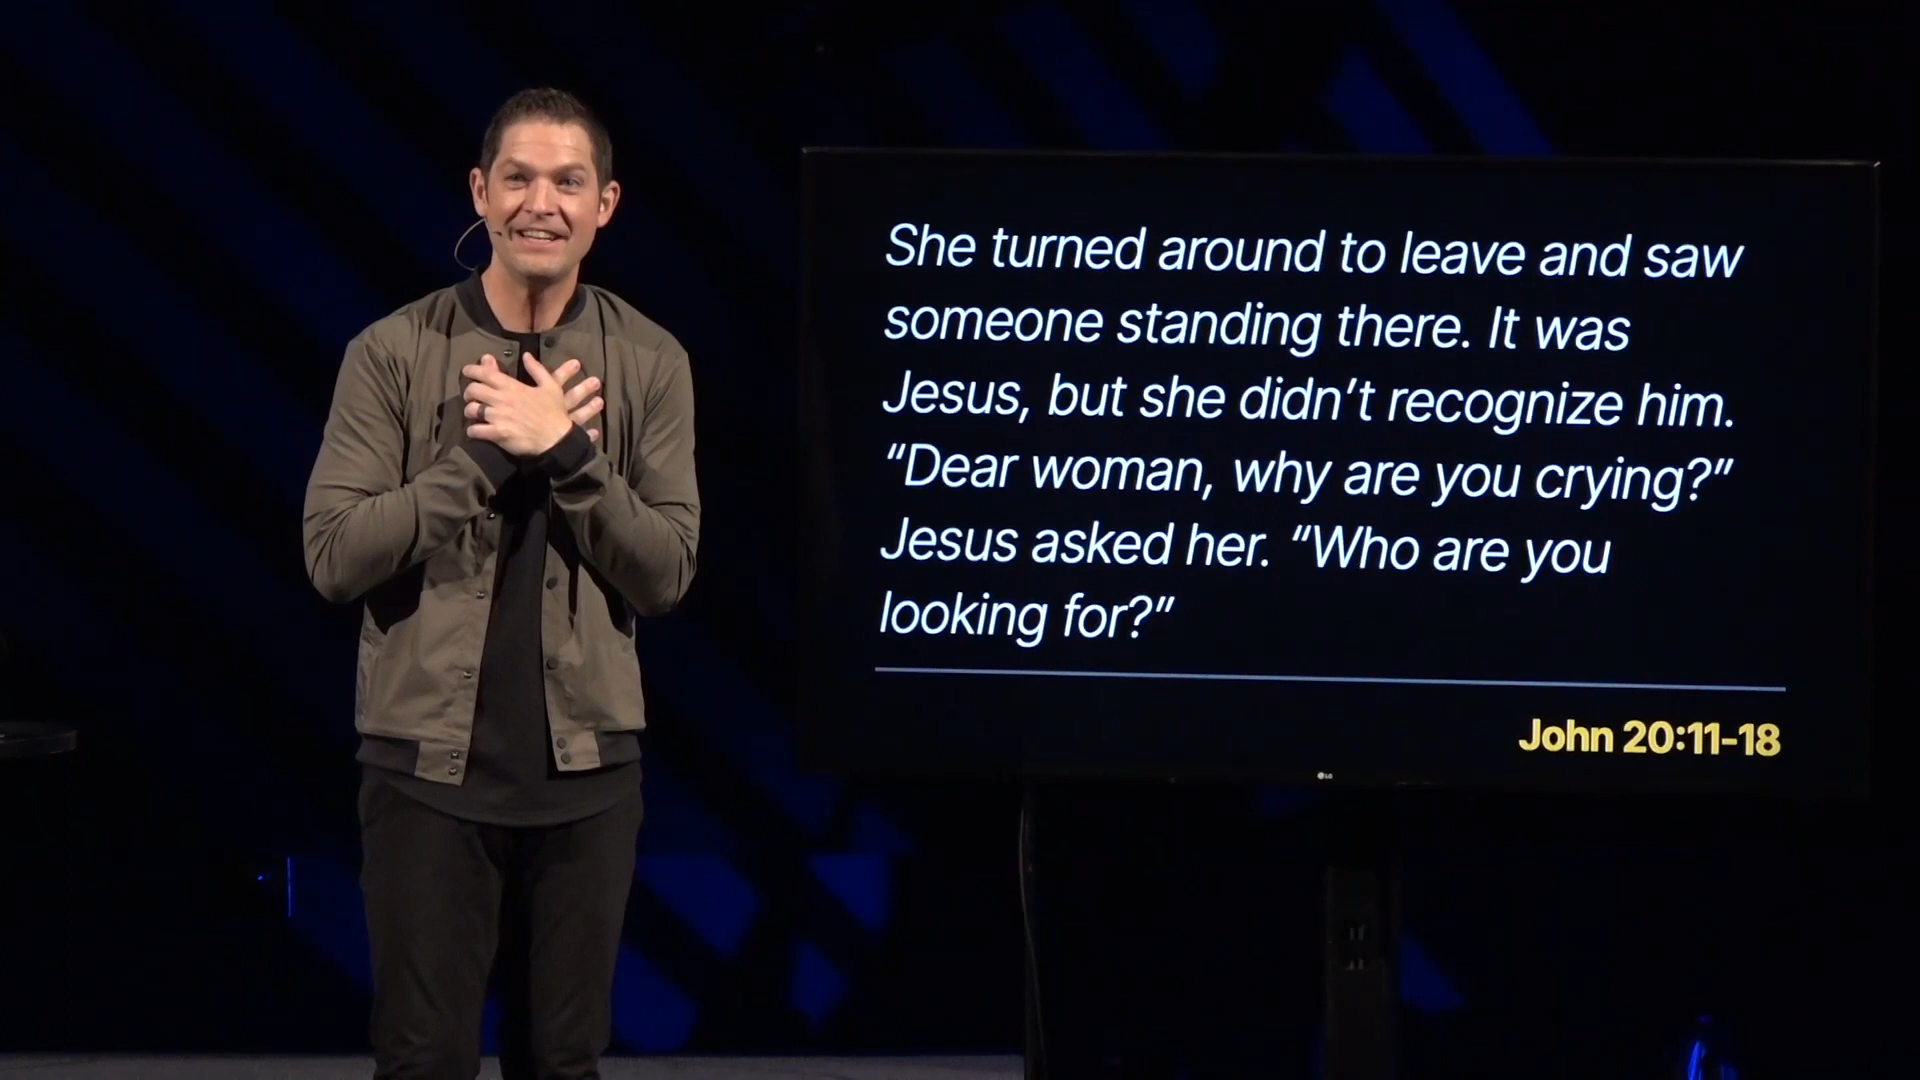 She turned around to leave and saw
someone standing there. It was
Jesus, but she didn’t recognize him.
“Dear woman, why are you crying?”
Jesus asked her. “Who are you
looking for?”
John 20:11-18
LG